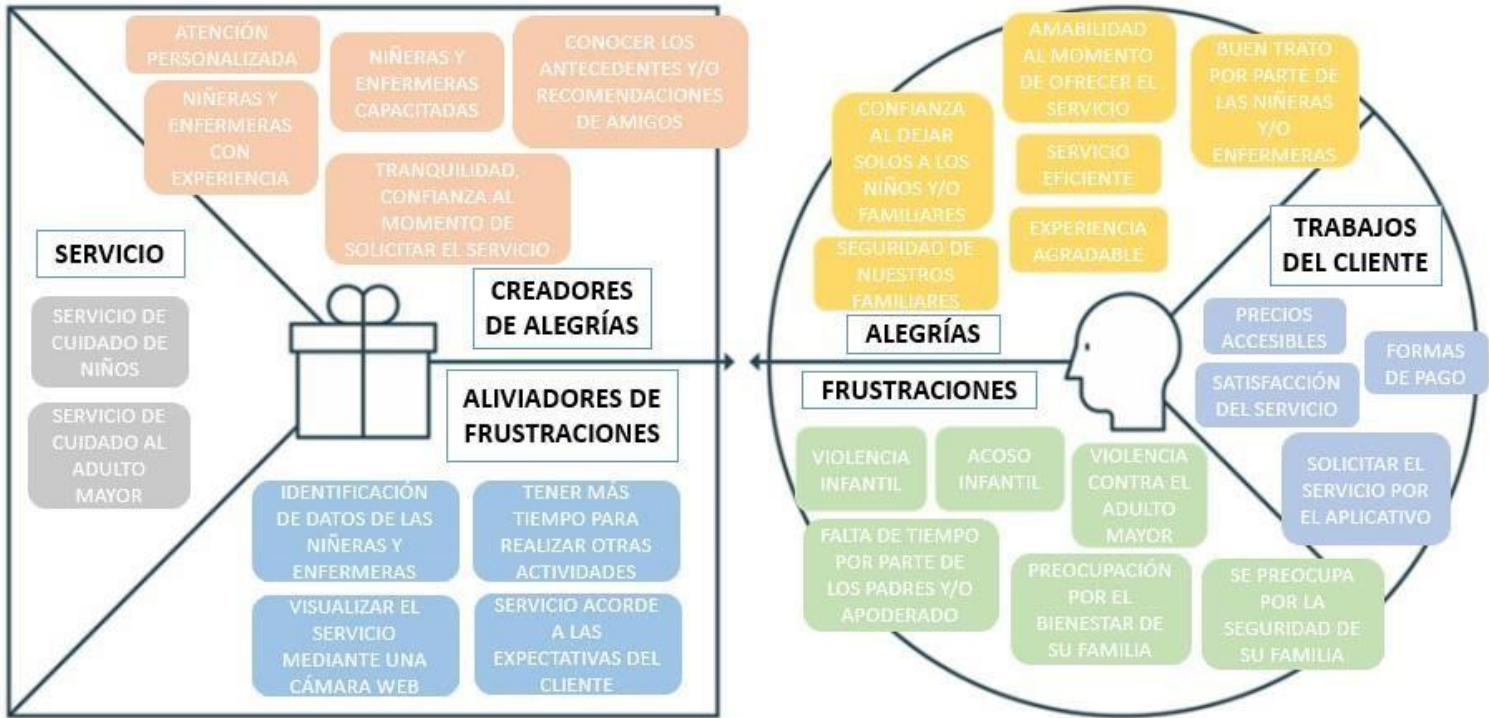 ATENCIÓN
PERSONALIZADA
NIÑERAS Y
ENFERMERAS
CAPACITADAS
CONOCER LOS
ANTECEDENTES Y/O
RECOMENDACIONES
DE AMIGOS
NIÑERAS Y
ENFERMERAS
CON
EXPERIENCIA
TRANQUILIDAD,
CONFIANZA AL
MOMENTO DE
SOLICITAR EL SERVICIO
SERVICIO
SERVICIO DE
CUIDADO DE
NIÑOS
SERVICIO DE
CUIDADO AL
ADULTO
MAYOR
CREADORES
DE ALEGRÍAS
ALIVIADORES DE
FRUSTRACIONES
IDENTIFICACIÓN
DE DATOS DE LAS
NIÑERAS Y
ENFERMERAS
TENER MÁS
TIEMPO PARA
REALIZAR OTRAS
ACTIVIDADES
VISUALIZAR EL
SERVICIO
MEDIANTE UNA
CÁMARA WEB
SERVICIO ACORDE
A LAS
EXPECTATIVAS DEL
CLIENTE
AMABILIDAD
AL MOMENTO
DE OFRECER EL
SERVICIO
BUEN TRATO
POR PARTE DE
LAS NIÑERAS
Y/O
ENFERMERAS
CONFIANZA
AL DEJAR
SOLOS A LOS
NIÑOS Y/O
FAMILIARES
SERVICIO
EFICIENTE
EXPERIENCIA
AGRADABLE
SEGURIDAD DE
NUESTROS
FAMILIARES
ALEGRÍAS
TRABAJOS
DEL CLIENTE
PRECIOS
ACCESIBLES
FORMAS
DE PAGO
SATISFACCIÓN
DEL SERVICIO
SOLICITAR EL
SERVICIO POR
EL APLICATIVO
FRUSTRACIONES
VIOLENCIA
INFANTIL
ACOSO
INFANTIL
VIOLENCIA
CONTRA EL
ADULTO
MAYOR
FALTA DE TIEMPO
POR PARTE DE
LOS PADRES Y/O
APODERADO
PREOCUPACIÓN
POR EL
BIENESTAR DE
SU FAMILIA
SE PREOCUPA
POR LA
SEGURIDAD DE
SU FAMILIA